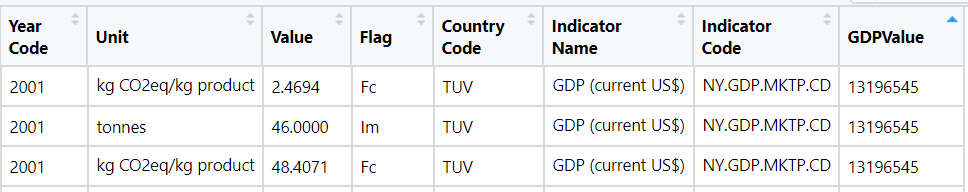 Year Code Unit Value Flag Country Code Indicator Name Indicator Code GDPValue
2001 kg CO2eq/kg product 2.4694 Fc TUV GDP (current US$) NY.GDP.MKTP.CD 13196545
2001 tonnes 46.0000 Im TUV GDP (current US$) NY.GDP.MKTP.CD 13196545
2001 kg CO2eq/kg product 48.4071 Fc TUV GDP (current US$) NY.GDP.MKTP.CD 13196545